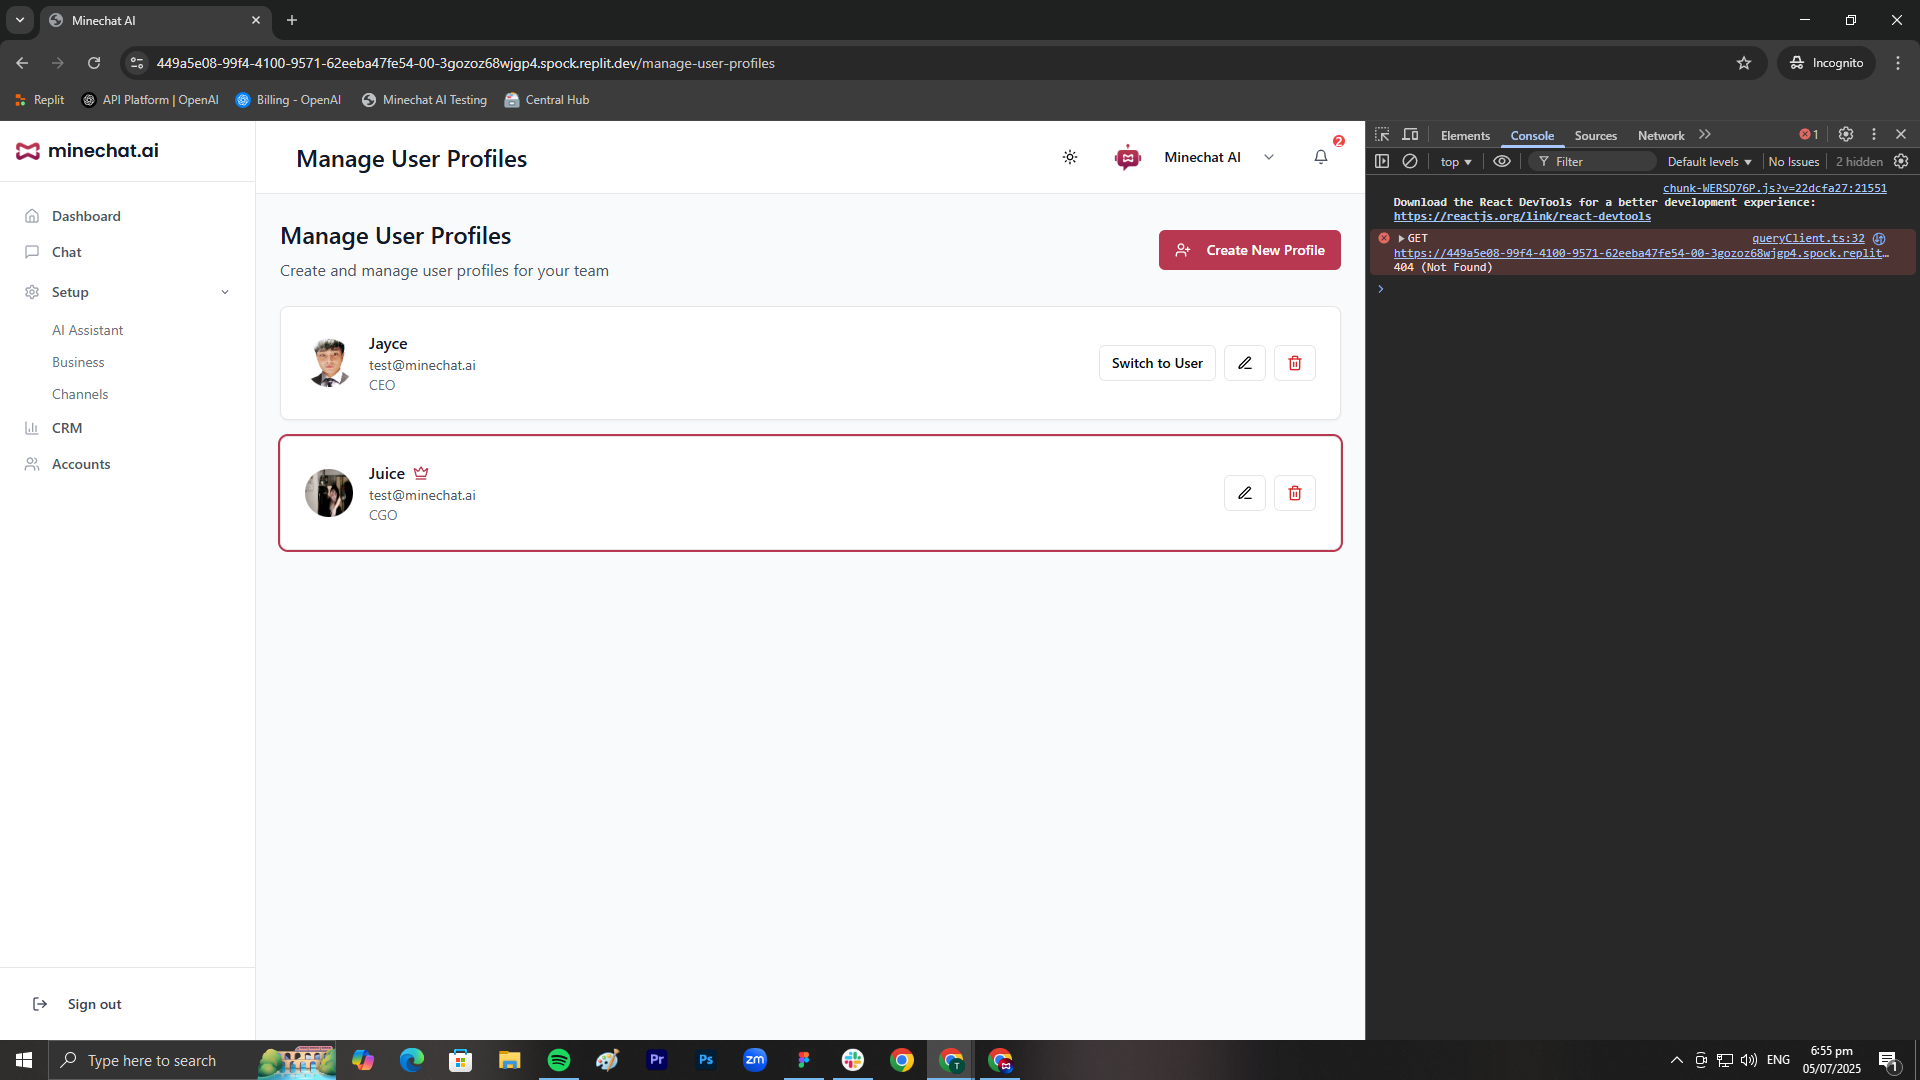 Minechat AI
449a5e08-99f4-4100-9571-62eeba47fe54-00-3gozoz68wjgp4.spock.replit.dev/manage-user-profiles
Incognito
Replit
API Platform | OpenAI
Billing - OpenAI
Minechat AI Testing
Central Hub
minechat.ai
Dashboard
Chat
Setup
AI Assistant
Business
Channels
CRM
Accounts
Sign out
Manage User Profiles
Minechat AI
2
Manage User Profiles
Create and manage user profiles for your team
Create New Profile
Jayce
test@minechat.ai
CEO
Switch to User
Juice
test@minechat.ai
CGO
Elements
Console
Sources
Network
1
top
Filter
Default levels
No Issues
2 hidden
chunk-WERSD76P.js?v=22dcfa27:21551
Download the React DevTools for a better development experience:
https://reactjs.org/link/react-devtools
GET queryClient.ts:32
https://449a5e08-99f4-4100-9571-62eeba47fe54-00-3gozoz68wjgp4.spock.replit…
404 (Not Found)
Type here to search
Pr
Ps
zm
T
ENG
6:55 pm
05/07/2025
1